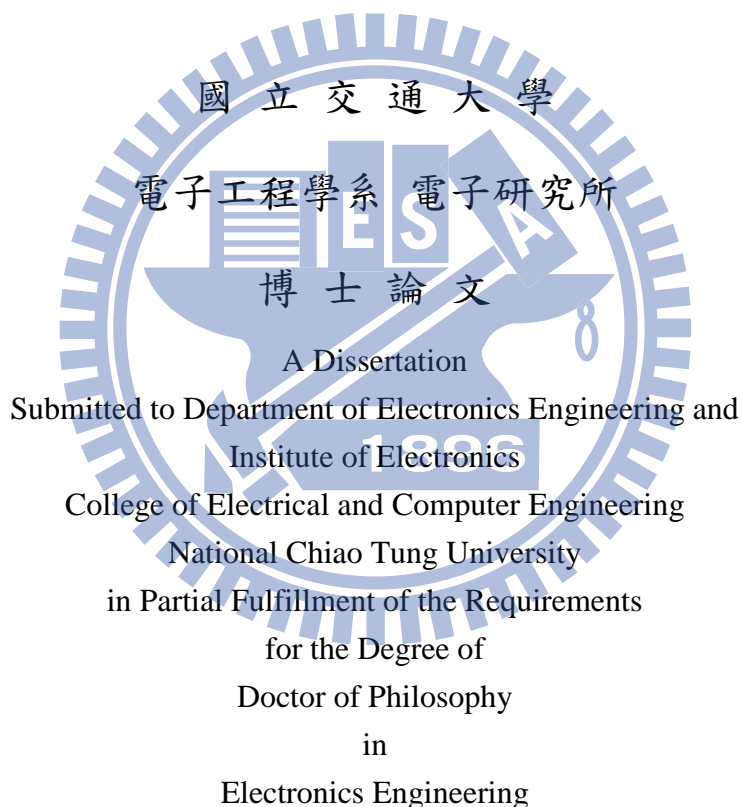 國立交通大學
電子工程學系 電子研究所
博士論文
A Dissertation
Submitted to Department of Electronics Engineering and
Institute of Electronics
College of Electrical and Computer Engineering
National Chiao Tung University
in Partial Fulfillment of the Requirements
for the Degree of
Doctor of Philosophy
in
Electronics Engineering
E S A
1896